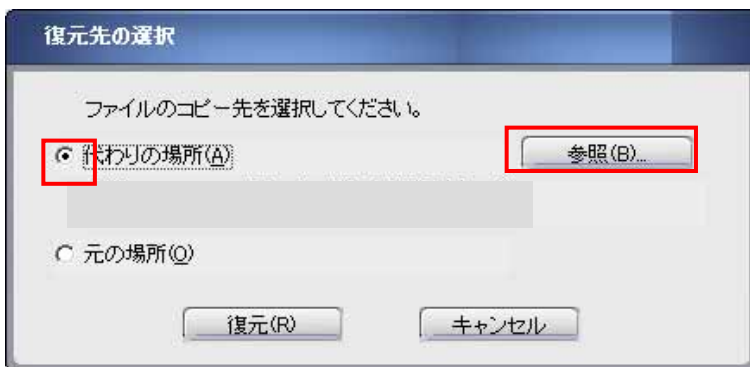 復元先の選択
ファイルのコピー先を選択してください。
代わりの場所(A)
参照(B)...
元の場所(O)
復元(R)
キャンセル